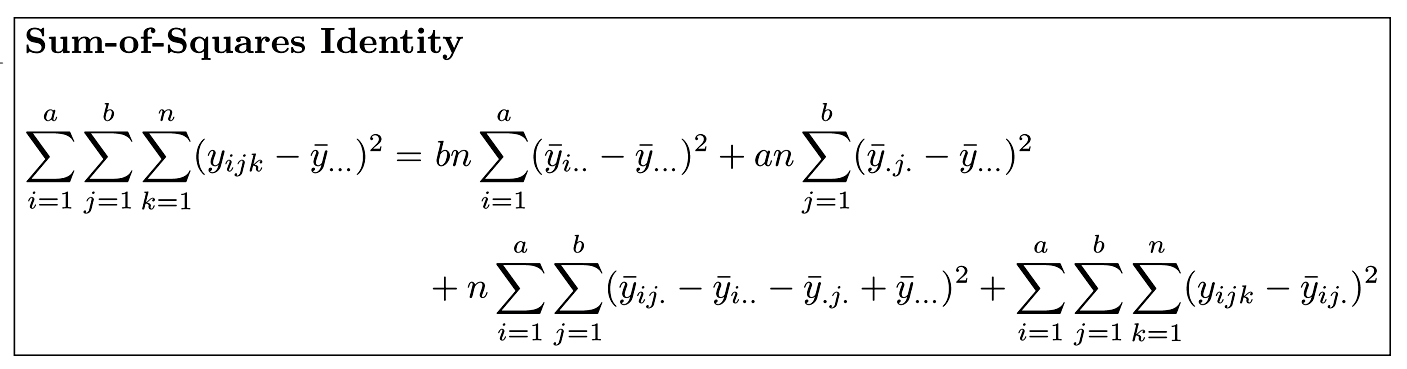 Sum-of-Squares Identity
$\sum_{i=1}^{a} \sum_{j=1}^{b} \sum_{k=1}^{n} (y_{ijk} - \bar{y}_{...})^2 = bn \sum_{i=1}^{a} (\bar{y}_{i..} - \bar{y}_{...})^2 + an \sum_{j=1}^{b} (\bar{y}_{.j.} - \bar{y}_{...})^2$
$+ n \sum_{i=1}^{a} \sum_{j=1}^{b} (\bar{y}_{ij.} - \bar{y}_{i..} - \bar{y}_{.j.} + \bar{y}_{...})^2 + \sum_{i=1}^{a} \sum_{j=1}^{b} \sum_{k=1}^{n} (y_{ijk} - \bar{y}_{ij.})^2$